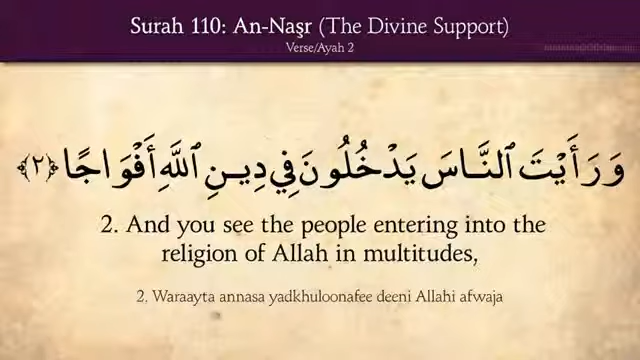 Surah 110: An-Naṣr (The Divine Support)
Verse/Ayah 2
وَرَأَيْتَ ٱلنَّاسَ يَدْخُلُونَ فِي دِينِ ٱللَّهِ أَفْوَاجًا ﴿٢﴾
2. And you see the people entering into the
religion of Allah in multitudes,
2. Waraayta annasa yadkhuloonafee deeni Allahi afwaja